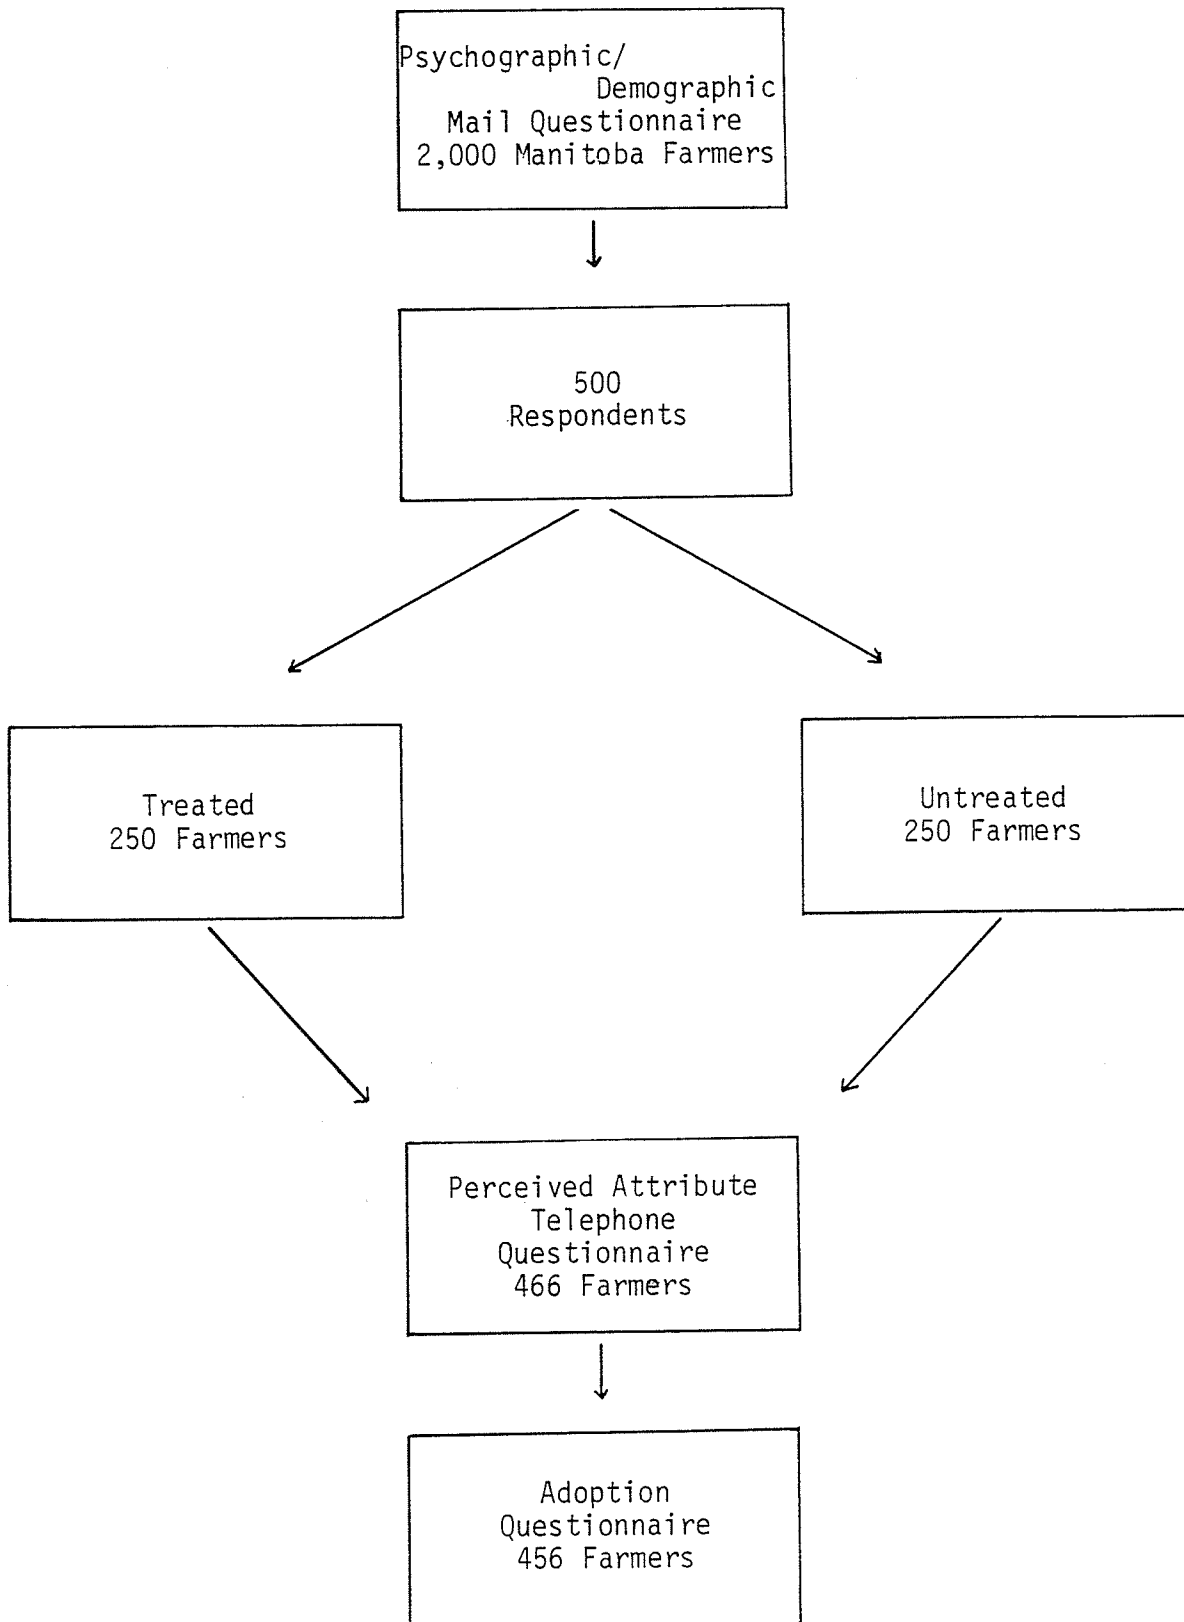 Psychographic/
Demographic
Mail Questionnaire
2,000 Manitoba Farmers
500
Respondents
Treated
250 Farmers
Untreated
250 Farmers
Perceived Attribute
Telephone
Questionnaire
466 Farmers
Adoption
Questionnaire
456 Farmers